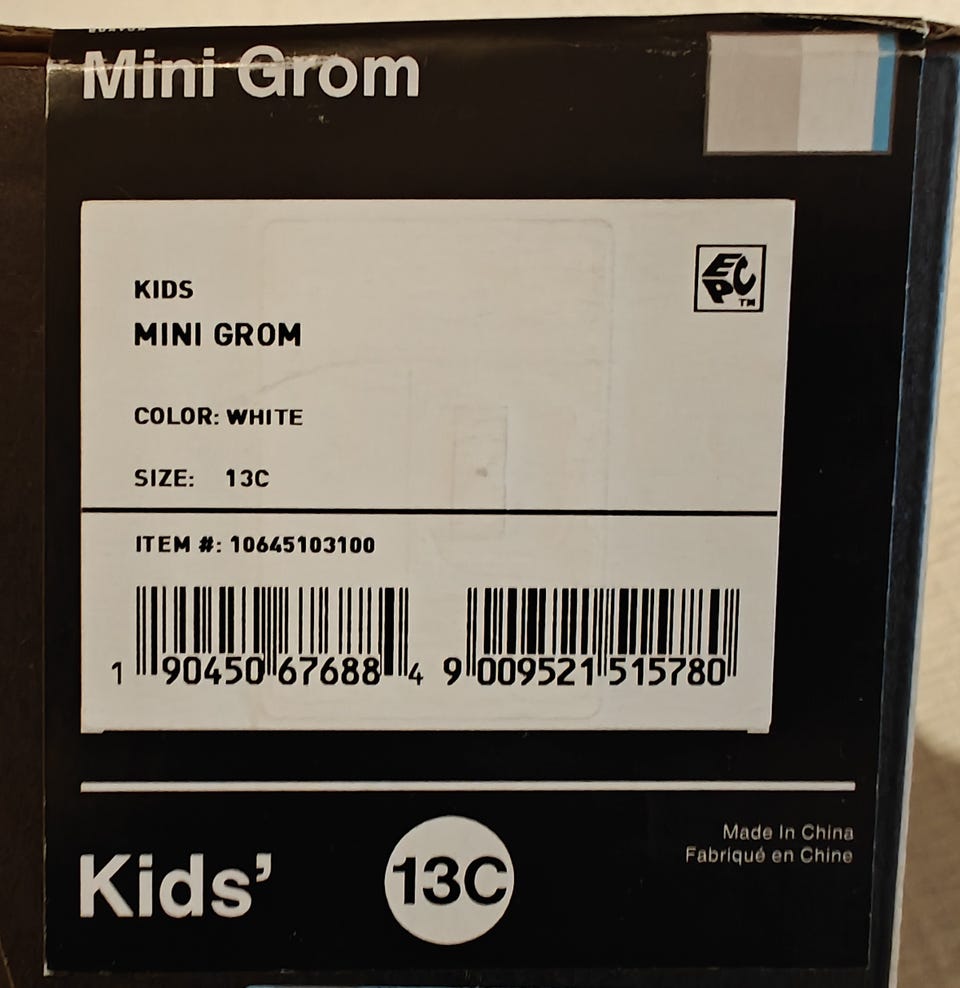 Mini Grom
EPC™
KIDS
MINI GROM
COLOR: WHITE
SIZE: 13C
ITEM #: 10645103100
1 90450 67688 4 9 009521 515780
Kids’ 13C
Made In China
Fabriqué en Chine